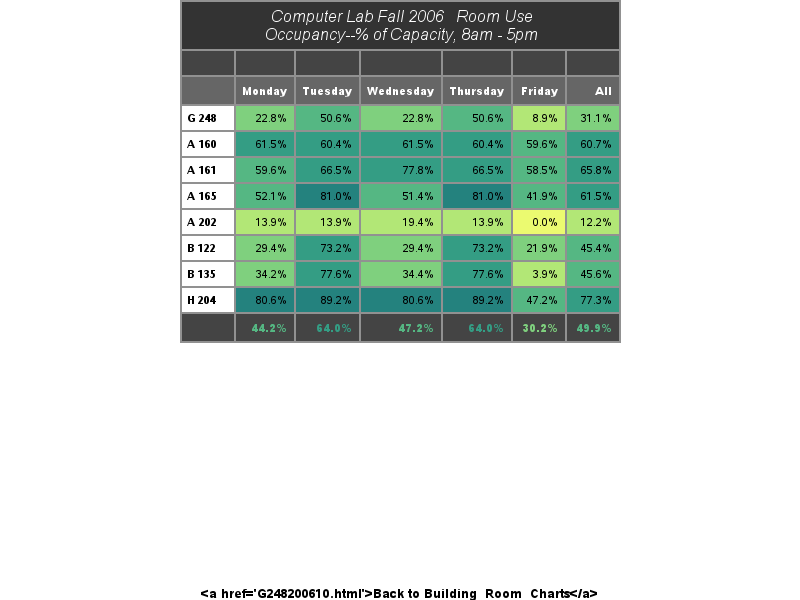 Computer Lab Fall 2006 Room Use
Occupancy--% of Capacity, 8am - 5pm
Monday Tuesday Wednesday Thursday Friday All
G 248 22.8% 50.6% 22.8% 50.6% 8.9% 31.1%
A 160 61.5% 60.4% 61.5% 60.4% 59.6% 60.7%
A 161 59.6% 66.5% 77.8% 66.5% 58.5% 65.8%
A 165 52.1% 81.0% 51.4% 81.0% 41.9% 61.5%
A 202 13.9% 13.9% 19.4% 13.9% 0.0% 12.2%
B 122 29.4% 73.2% 29.4% 73.2% 21.9% 45.4%
B 135 34.2% 77.6% 34.4% 77.6% 3.9% 45.6%
H 204 80.6% 89.2% 80.6% 89.2% 47.2% 77.3%
44.2% 64.0% 47.2% 64.0% 30.2% 49.9%
<a href='G248200610.html'>Back to Building Room Charts</a>